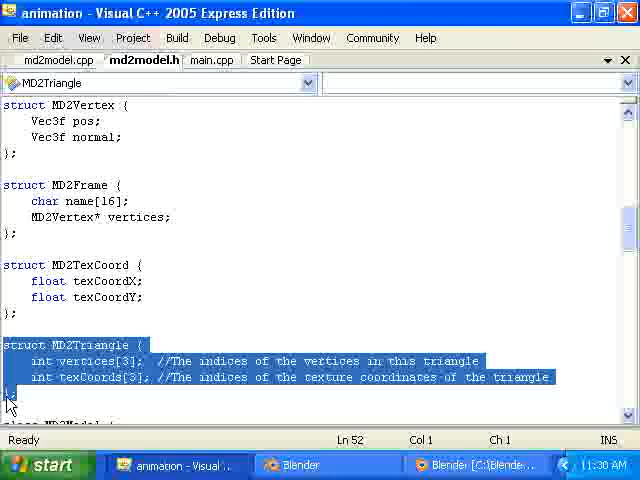 animation - Visual C++ 2005 Express Edition
File Edit View Project Build Debug Tools Window Community Help
md2model.cpp md2model.h main.cpp Start Page
MD2Triangle
struct MD2Vertex {
Vec3f pos;
Vec3f normal;
};
struct MD2Frame {
char name[16];
MD2Vertex* vertices;
};
struct MD2TexCoord {
float texCoordX;
float texCoordY;
};
struct MD2Triangle {
int vertices[3]; //The indices of the vertices in this triangle
int texCoords[3]; //The indices of the texture coordinates of the triangle
};
class MD2Model {
Ready Ln 52 Col 1 Ch 1 INS
start animation - Visual ... Blender Blender [C:\Blende... 11:30 AM